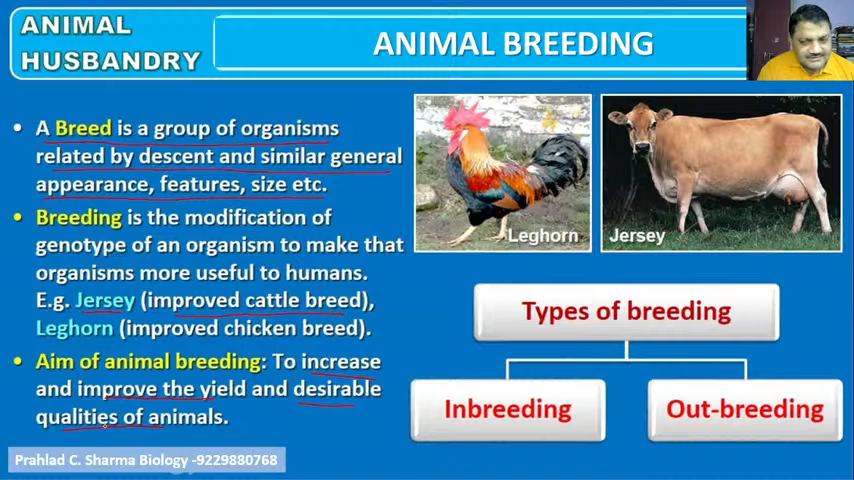 ANIMAL
HUSBANDRY
ANIMAL BREEDING
• A Breed is a group of organisms
related by descent and similar general
appearance, features, size etc.
• Breeding is the modification of
genotype of an organism to make that
organisms more useful to humans.
E.g. Jersey (improved cattle breed),
Leghorn (improved chicken breed).
• Aim of animal breeding: To increase
and improve the yield and desirable
qualities of animals.
Leghorn
Jersey
Types of breeding
Inbreeding
Out-breeding
Prahlad C. Sharma Biology -9229880768